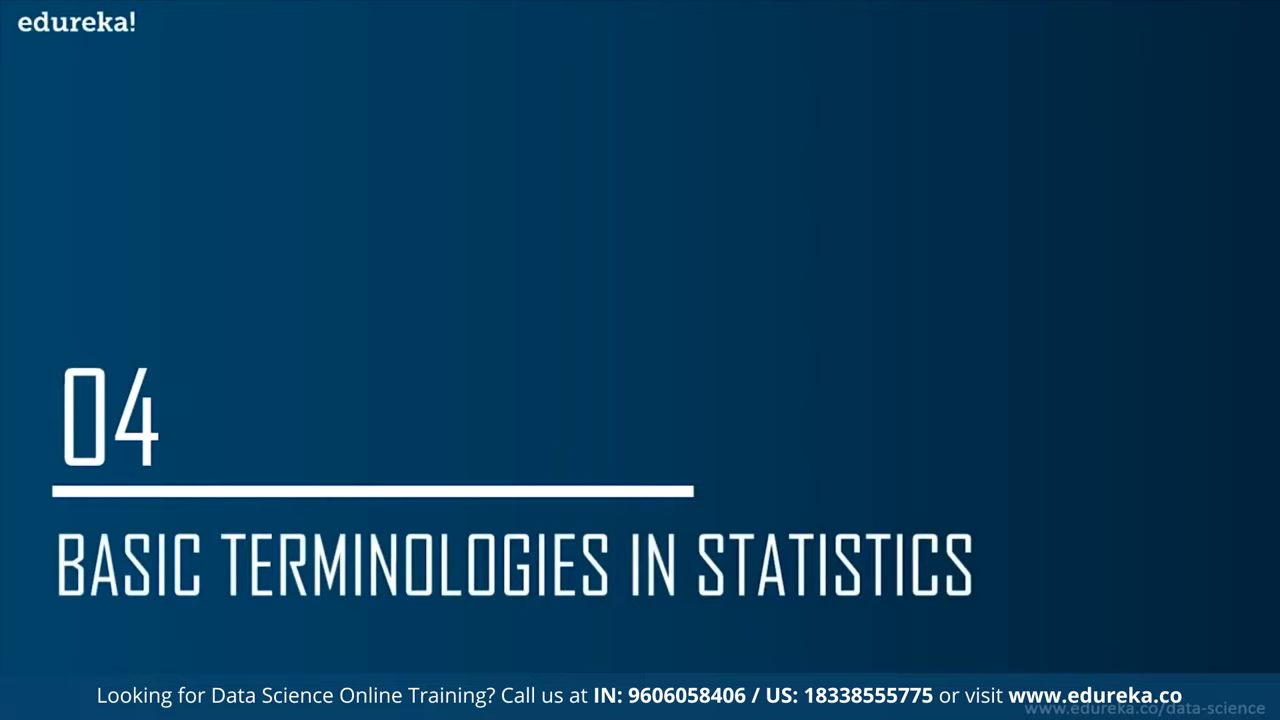 edureka!
04
BASIC TERMINOLOGIES IN STATISTICS
Looking for Data Science Online Training? Call us at IN: 9606058406 / US: 18338555775 or visit www.edureka.co
www.edureka.co/data-science